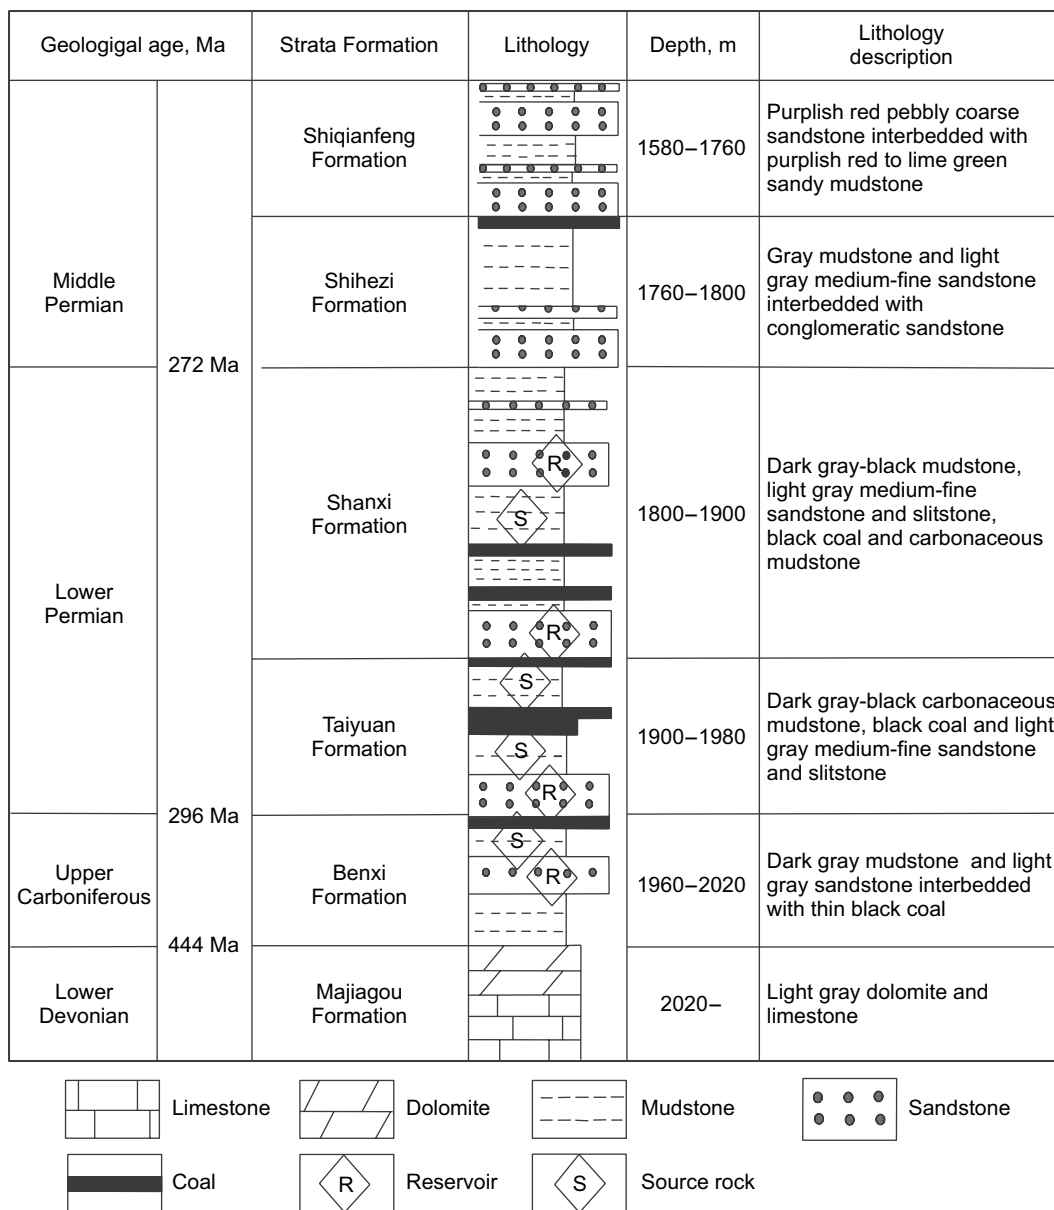 Geologigal age, Ma
Strata Formation
Lithology
Depth, m
Lithology
description
Shiqianfeng
Formation
1580–1760
Purplish red pebbly coarse
sandstone interbedded with
purplish red to lime green
sandy mudstone
Middle
Permian
Shihezi
Formation
1760–1800
Gray mudstone and light
gray medium-fine sandstone
interbedded with
conglomeratic sandstone
272 Ma
Lower
Permian
Shanxi
Formation
R
S
R
1800–1900
Dark gray-black mudstone,
light gray medium-fine
sandstone and slitstone,
black coal and carbonaceous
mudstone
Taiyuan
Formation
S
S
R
1900–1980
Dark gray-black carbonaceous
mudstone, black coal and light
gray medium-fine sandstone
and slitstone
296 Ma
Upper
Carboniferous
Benxi
Formation
S
R
1960–2020
Dark gray mudstone and light
gray sandstone interbedded
with thin black coal
444 Ma
Lower
Devonian
Majiagou
Formation
2020–
Light gray dolomite and
limestone
Limestone
Dolomite
Mudstone
Sandstone
Coal
R
Reservoir
S
Source rock